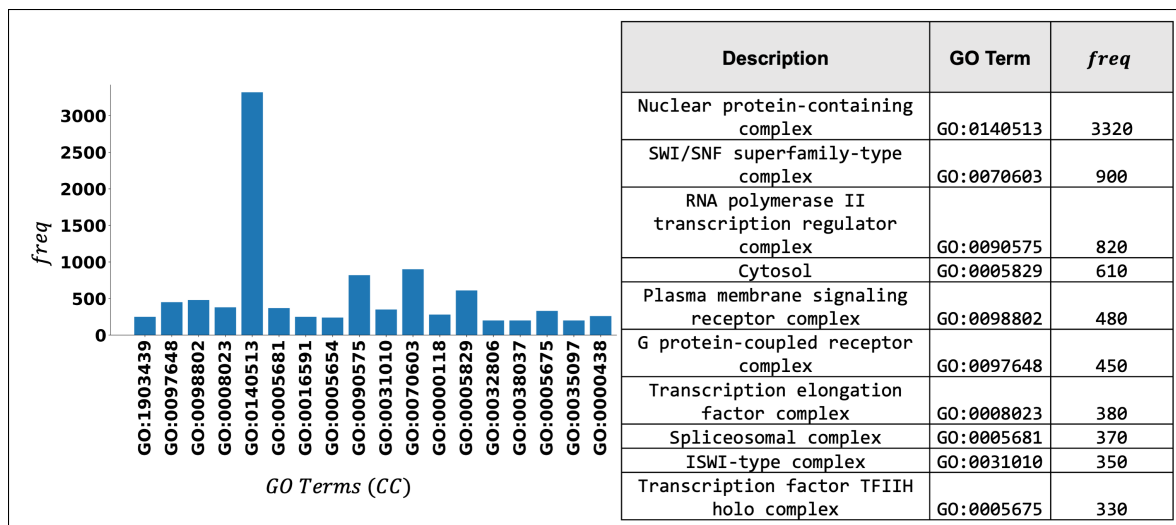 3000
2500
2000
1500
1000
500
0
freq
GO:1903439
GO:0097648
GO:0098802
GO:0008023
GO:0140513
GO:0005681
GO:0016591
GO:0005654
GO:0090575
GO:0031010
GO:0070603
GO:0000118
GO:0005829
GO:0032806
GO:0038037
GO:0005675
GO:0035097
GO:0000438
GO Terms (CC)
Description GO Term freq
Nuclear protein-containing
complex GO:0140513 3320
SWI/SNF superfamily-type
complex GO:0070603 900
RNA polymerase II
transcription regulator
complex GO:0090575 820
Cytosol GO:0005829 610
Plasma membrane signaling
receptor complex GO:0098802 480
G protein-coupled receptor
complex GO:0097648 450
Transcription elongation
factor complex GO:0008023 380
Spliceosomal complex GO:0005681 370
ISWI-type complex GO:0031010 350
Transcription factor TFIIH
holo complex GO:0005675 330